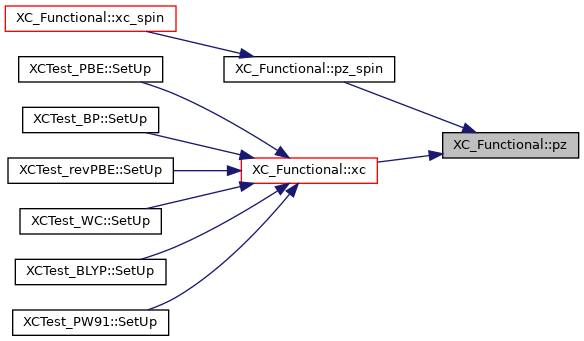 XC_Functional::xc_spin
XC_Functional::pz_spin
XCTest_PBE::SetUp
XCTest_BP::SetUp
XC_Functional::pz
XCTest_revPBE::SetUp
XC_Functional::xc
XCTest_WC::SetUp
XCTest_BLYP::SetUp
XCTest_PW91::SetUp